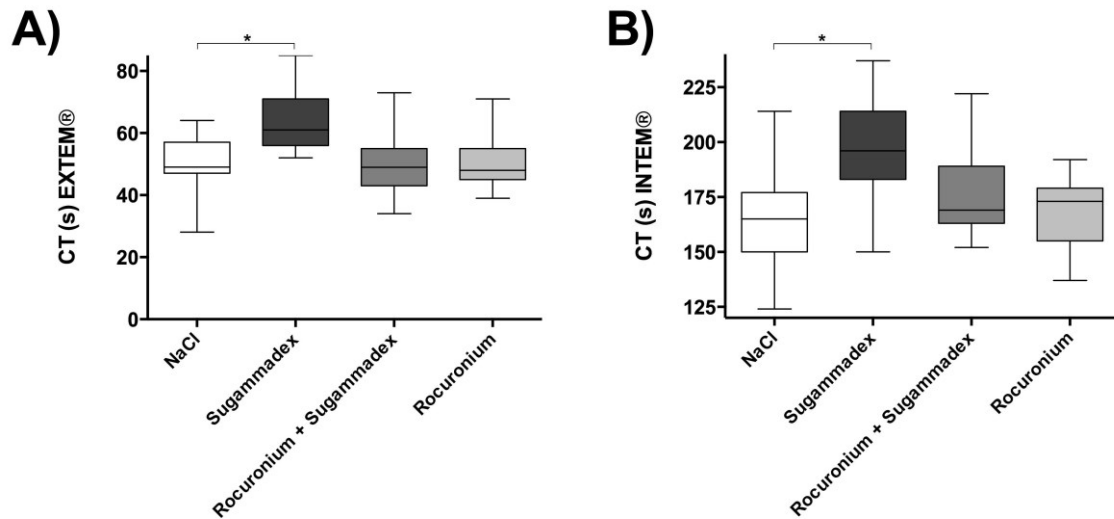 A)
*
CT (s) EXTEM®
80
60
40
20
0
NaCl
Sugammadex
Rocuronium + Sugammadex
Rocuronium
B)
*
CT (s) INTEM®
225
200
175
150
125
NaCl
Sugammadex
Rocuronium + Sugammadex
Rocuronium